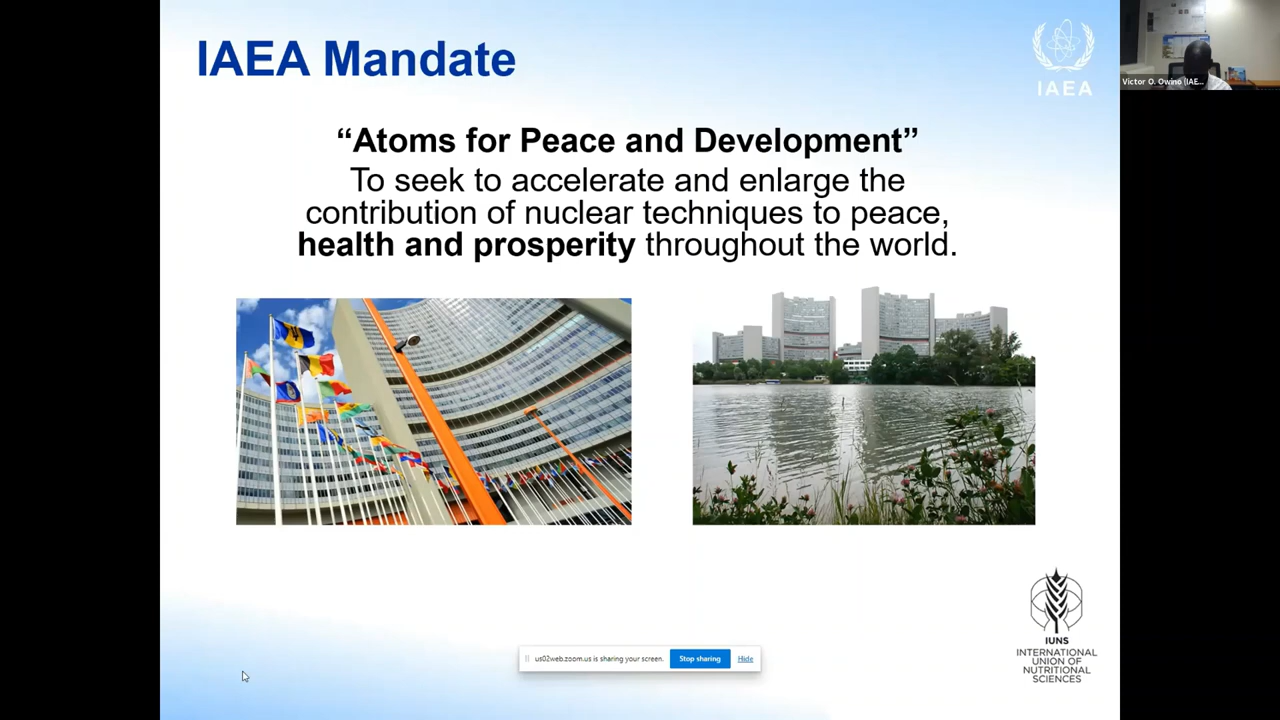 IAEA Mandate
IAEA
Victor O. Owino (IAE...
“Atoms for Peace and Development”
To seek to accelerate and enlarge the
contribution of nuclear techniques to peace,
health and prosperity throughout the world.
us02web.zoom.us is sharing your screen.
Stop sharing
Hide
IUNS
INTERNATIONAL
UNION OF
NUTRITIONAL
SCIENCES